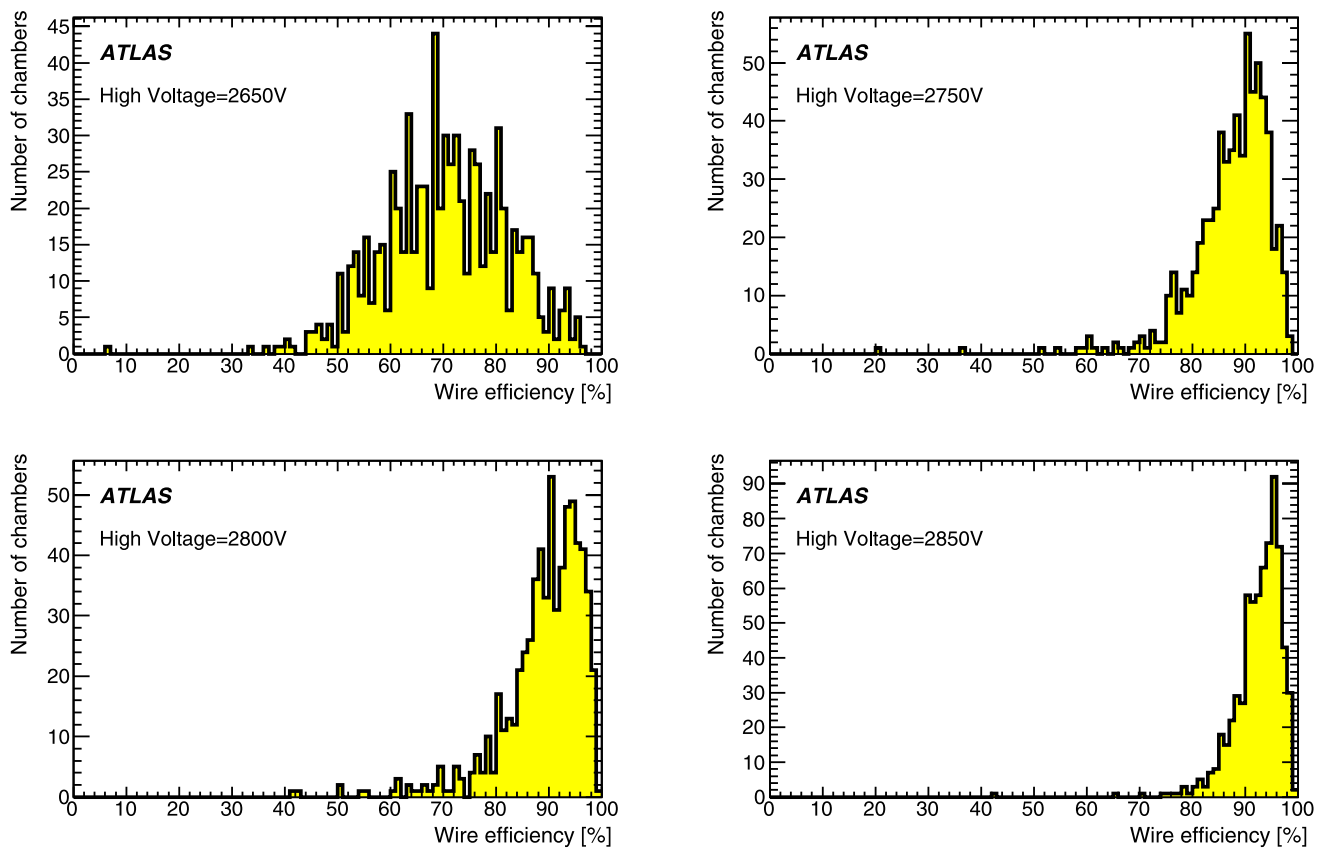 Number of chambers
ATLAS
High Voltage=2650V
45
40
35
30
25
20
15
10
5
0
0 10 20 30 40 50 60 70 80 90 100
Wire efficiency [%]
Number of chambers
ATLAS
High Voltage=2750V
50
40
30
20
10
0
0 10 20 30 40 50 60 70 80 90 100
Wire efficiency [%]
Number of chambers
ATLAS
High Voltage=2800V
50
40
30
20
10
0
0 10 20 30 40 50 60 70 80 90 100
Wire efficiency [%]
Number of chambers
ATLAS
High Voltage=2850V
90
80
70
60
50
40
30
20
10
0
0 10 20 30 40 50 60 70 80 90 100
Wire efficiency [%]